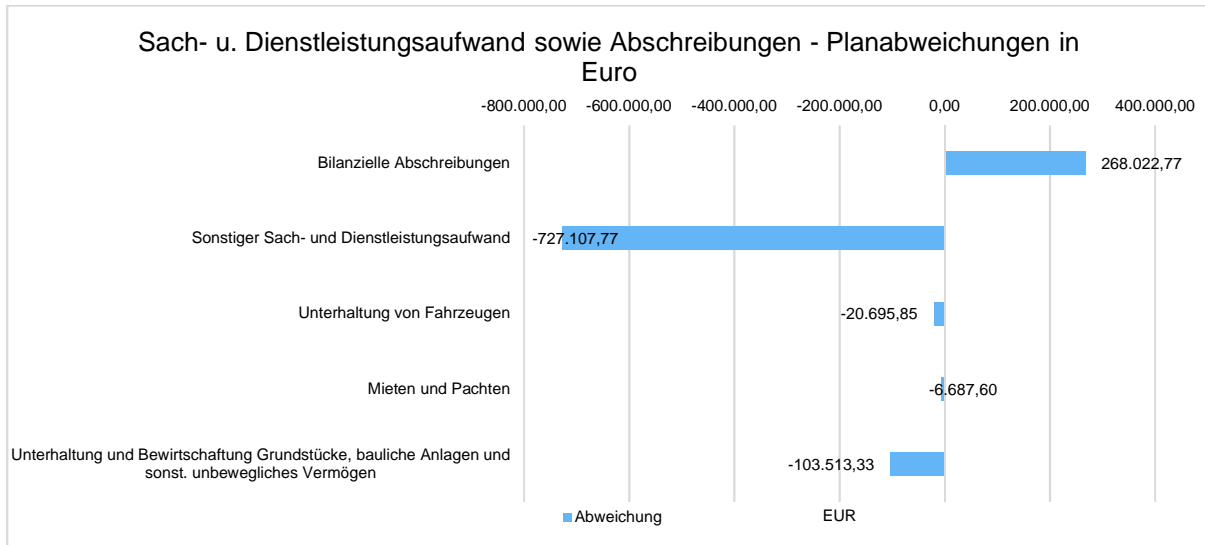 Sach- u. Dienstleistungsaufwand sowie Abschreibungen - Planabweichungen in
Euro
-800.000,00 -600.000,00 -400.000,00 -200.000,00 0,00 200.000,00 400.000,00
Bilanzielle Abschreibungen 268.022,77
Sonstiger Sach- und Dienstleistungsaufwand -727.107,77
Unterhaltung von Fahrzeugen -20.695,85
Mieten und Pachten -6.687,60
Unterhaltung und Bewirtschaftung Grundstücke, bauliche Anlagen und
sonst. unbewegliches Vermögen -103.513,33
Abweichung EUR